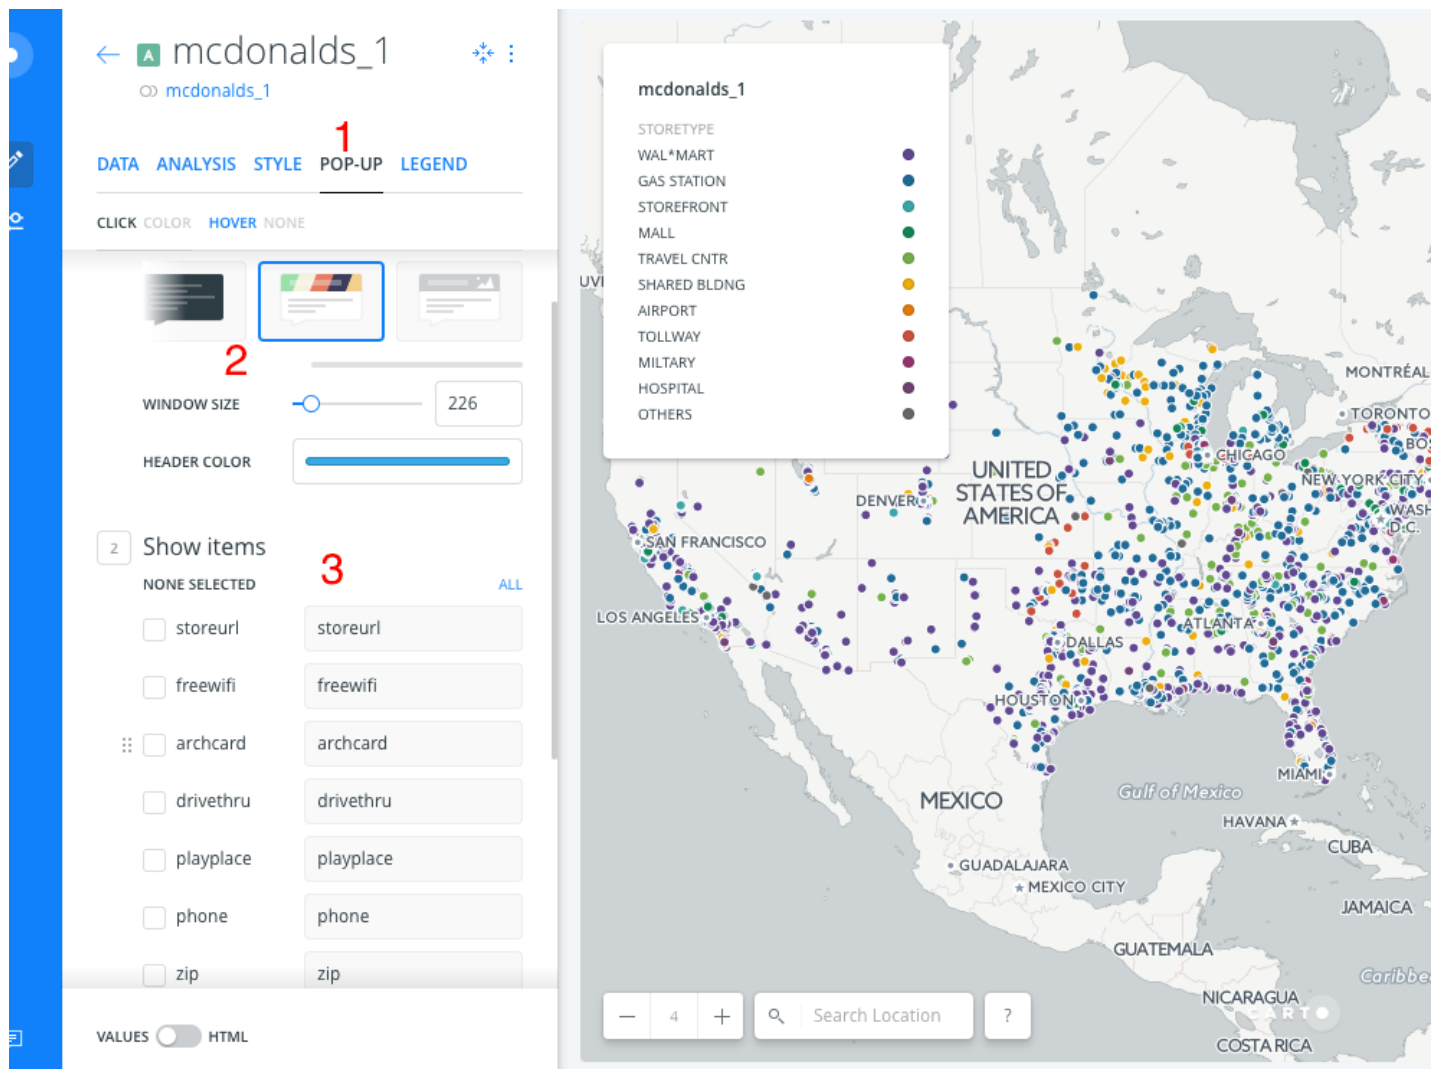 A mcdonalds_1
mcdonalds_1
1
DATA ANALYSIS STYLE POP-UP LEGEND
CLICK COLOR HOVER NONE
2
WINDOW SIZE 226
HEADER COLOR
2 Show items
3
NONE SELECTED ALL
storeurl storeurl
freewifi freewifi
archcard archcard
drivethru drivethru
playplace playplace
phone phone
zip zip
VALUES HTML
mcdonalds_1
STORETYPE
WAL*MART
GAS STATION
STOREFRONT
MALL
TRAVEL CNTR
SHARED BLDNG
AIRPORT
TOLLWAY
MILTARY
HOSPITAL
OTHERS
UVI
MONTRÉAL
TORONTO
BOS
CHICAGO
NEW YORK CITY
UNITED
STATES OF
AMERICA
DENVER
WASH
D.C.
SAN FRANCISCO
LOS ANGELES
ATLANTA
DALLAS
HOUSTON
MIAMI
MEXICO
Gulf of Mexico
HAVANA
CUBA
GUADALAJARA
MEXICO CITY
JAMAICA
GUATEMALA
Caribbe
NICARAGUA
CARTO
COSTA RICA
4
Search Location
?